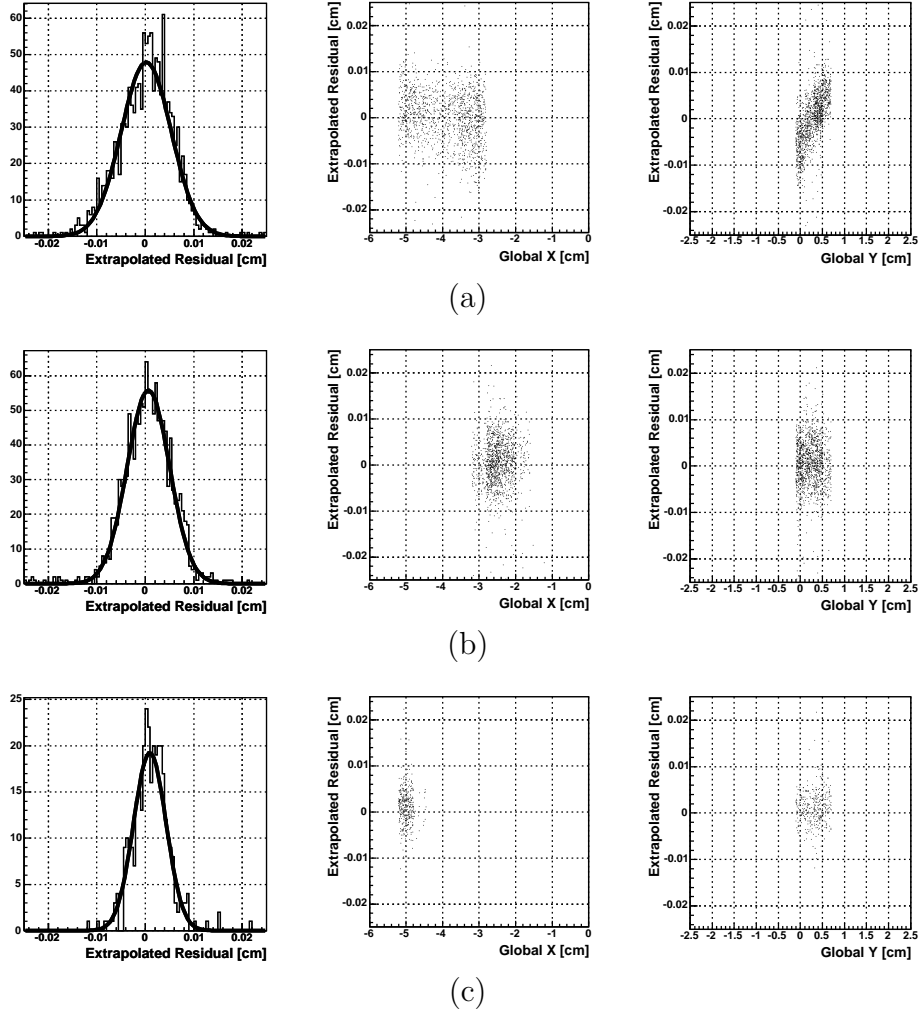 60
50
40
30
20
10
0
-0.02 -0.01 0 0.01 0.02
Extrapolated Residual [cm]
Extrapolated Residual [cm]
0.02
0.01
0
-0.01
-0.02
-6 -5 -4 -3 -2 -1 0
Global X [cm]
Extrapolated Residual [cm]
0.02
0.01
0
-0.01
-0.02
-2.5 -2 -1.5 -1 -0.5 0 0.5 1 1.5 2 2.5
Global Y [cm]
(a)
60
50
40
30
20
10
0
-0.02 -0.01 0 0.01 0.02
Extrapolated Residual [cm]
Extrapolated Residual [cm]
0.02
0.01
0
-0.01
-0.02
-6 -5 -4 -3 -2 -1 0
Global X [cm]
Extrapolated Residual [cm]
0.02
0.01
0
-0.01
-0.02
-2.5 -2 -1.5 -1 -0.5 0 0.5 1 1.5 2 2.5
Global Y [cm]
(b)
25
20
15
10
5
0
-0.02 -0.01 0 0.01 0.02
Extrapolated Residual [cm]
Extrapolated Residual [cm]
0.02
0.01
0
-0.01
-0.02
-6 -5 -4 -3 -2 -1 0
Global X [cm]
Extrapolated Residual [cm]
0.02
0.01
0
-0.01
-0.02
-2.5 -2 -1.5 -1 -0.5 0 0.5 1 1.5 2 2.5
Global Y [cm]
(c)